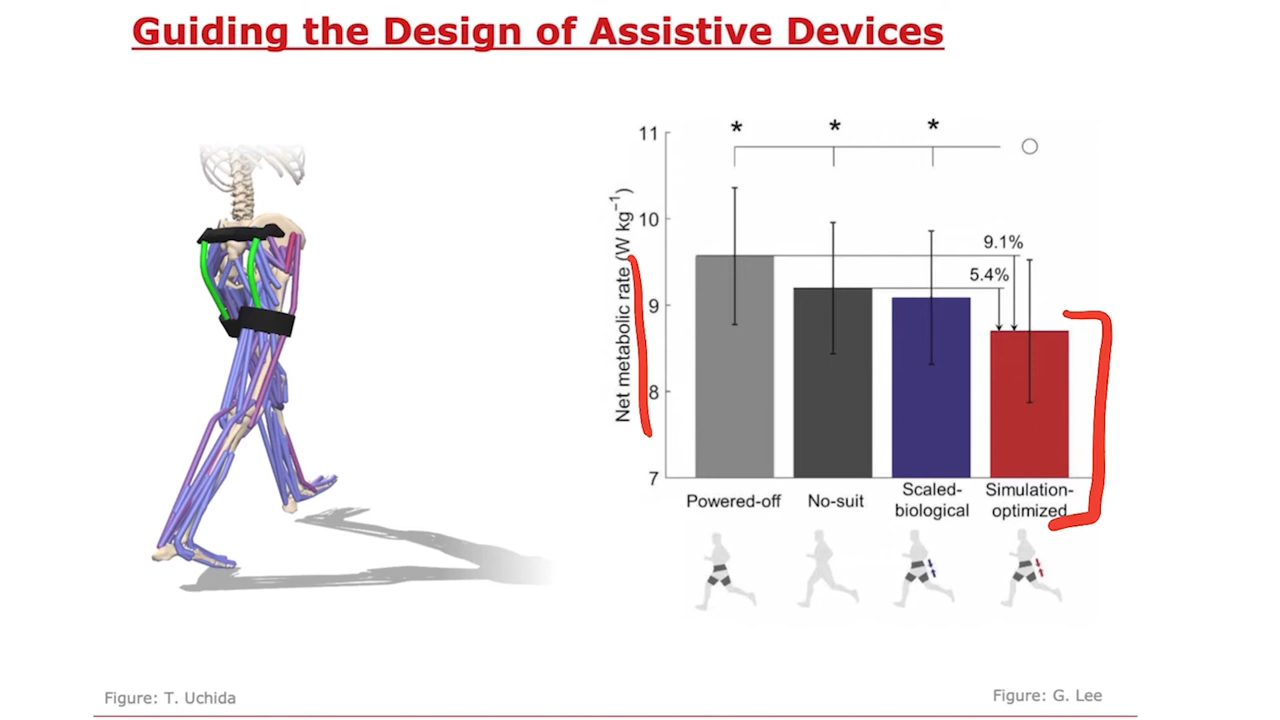 Guiding the Design of Assistive Devices
11
10
9
8
7
Net metabolic rate (W kg⁻¹)
* * *
9.1%
5.4%
Powered-off
No-suit
Scaled-
biological
Simulation-
optimized
Figure: T. Uchida
Figure: G. Lee